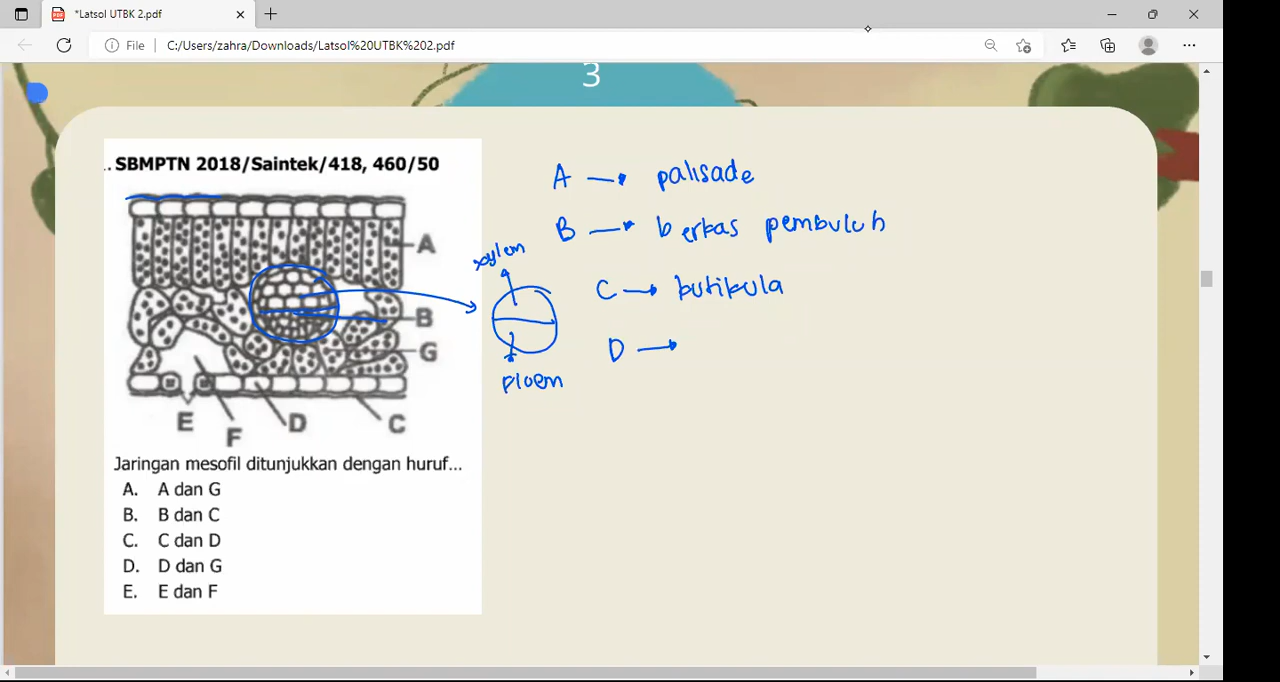 *Latsol UTBK 2.pdf
File
C:/Users/zahra/Downloads/Latsol%20UTBK%202.pdf
3
. SBMPTN 2018/Saintek/418, 460/50
A
B
G
E
F
D
C
Jaringan mesofil ditunjukkan dengan huruf...
A. A dan G
B. B dan C
C. C dan D
D. D dan G
E. E dan F
xylem
ploem
A → palisade
B → berkas pembuluh
C → kutikula
D →